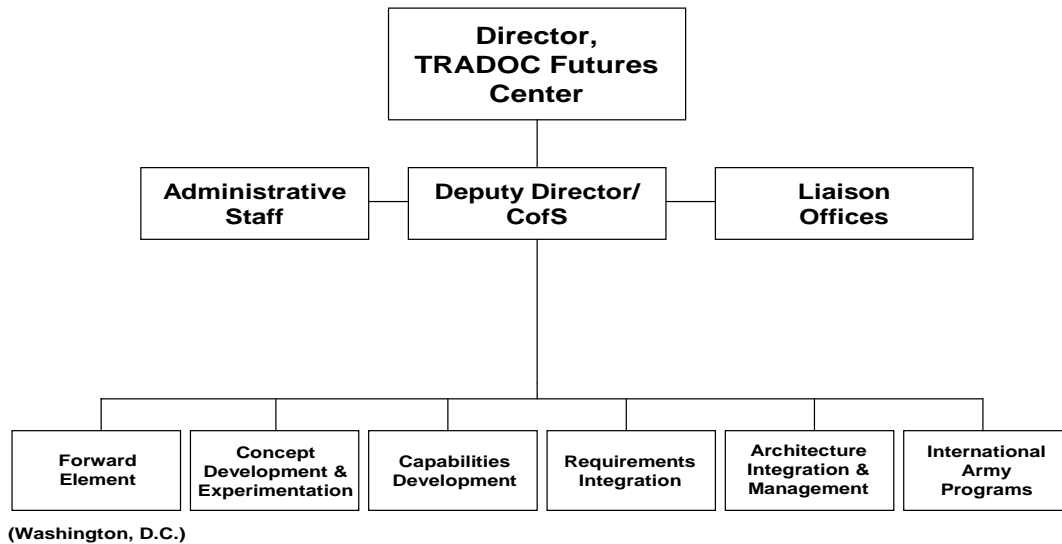 Director,
TRADOC Futures
Center
Administrative
Staff
Deputy Director/
CofS
Liaison
Offices
Forward
Element
Concept
Development &
Experimentation
Capabilities
Development
Requirements
Integration
Architecture
Integration &
Management
International
Army
Programs
(Washington, D.C.)